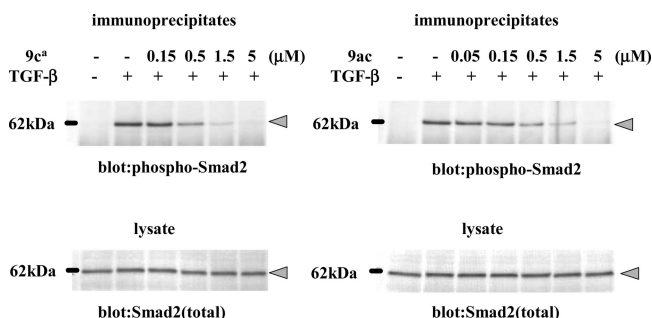 immunoprecipitates
9cᵃ - - 0.15 0.5 1.5 5 (μM)
TGF-β - + + + + +
62kDa
blot:phospho-Smad2
lysate
62kDa
blot:Smad2(total)
immunoprecipitates
9ac - - 0.05 0.15 0.5 1.5 5 (μM)
TGF-β - + + + + + +
62kDa
blot:phospho-Smad2
lysate
62kDa
blot:Smad2(total)